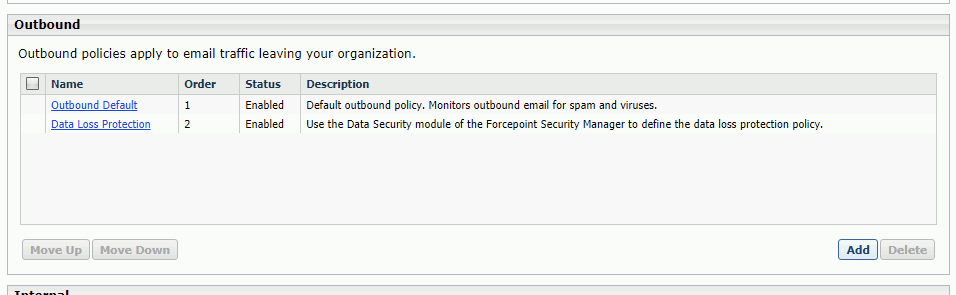 Outbound
Outbound policies apply to email traffic leaving your organization.
Name Order Status Description
Outbound Default 1 Enabled Default outbound policy. Monitors outbound email for spam and viruses.
Data Loss Protection 2 Enabled Use the Data Security module of the Forcepoint Security Manager to define the data loss protection policy.
Move Up Move Down Add Delete
Internal